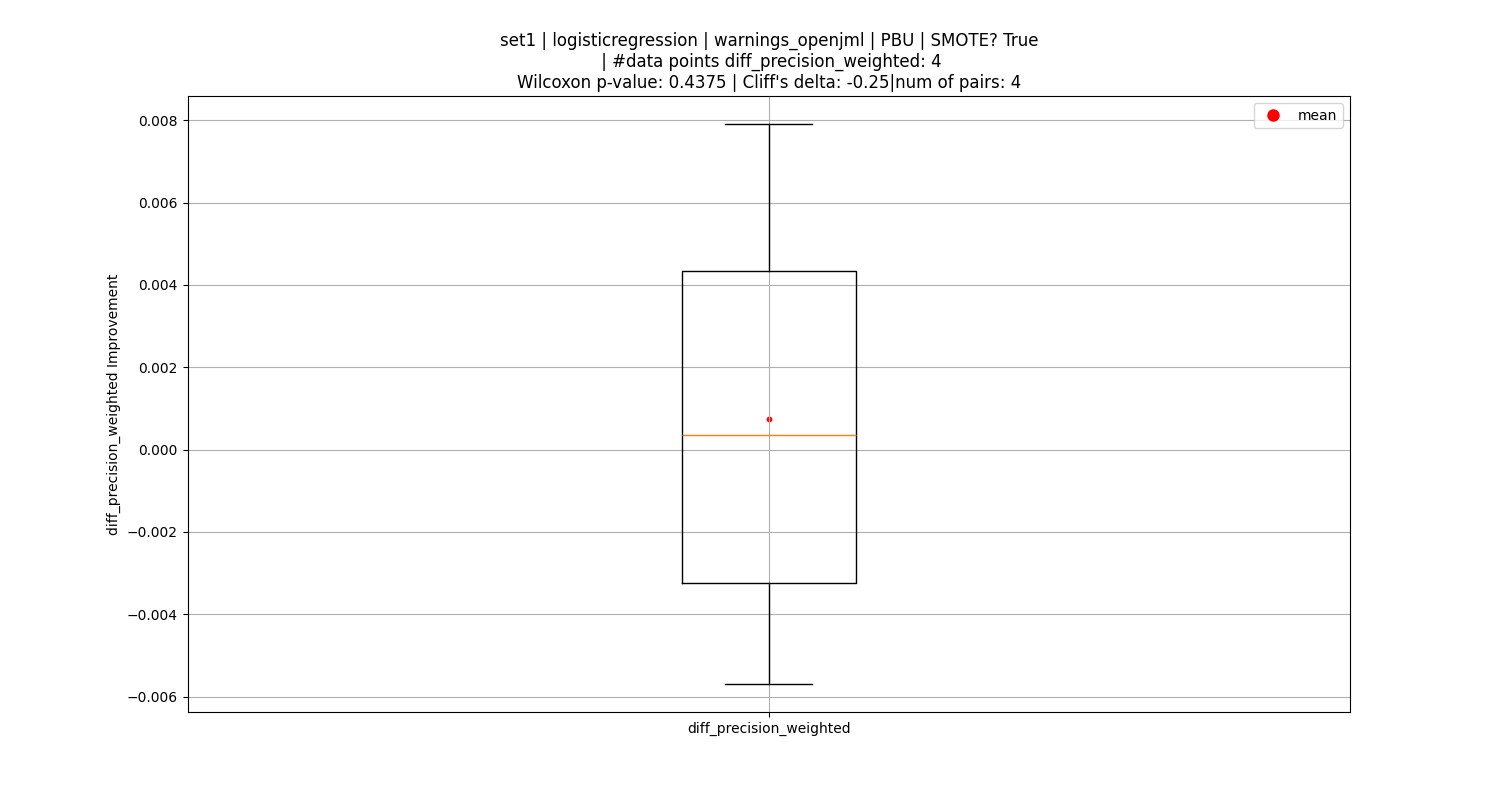 set1 | logisticregression | warnings_openjml | PBU | SMOTE? True
| #data points diff_precision_weighted: 4
Wilcoxon p-value: 0.4375 | Cliff's delta: -0.25|num of pairs: 4
mean
0.008
0.006
0.004
0.002
0.000
−0.002
−0.004
−0.006
diff_precision_weighted Improvement
diff_precision_weighted